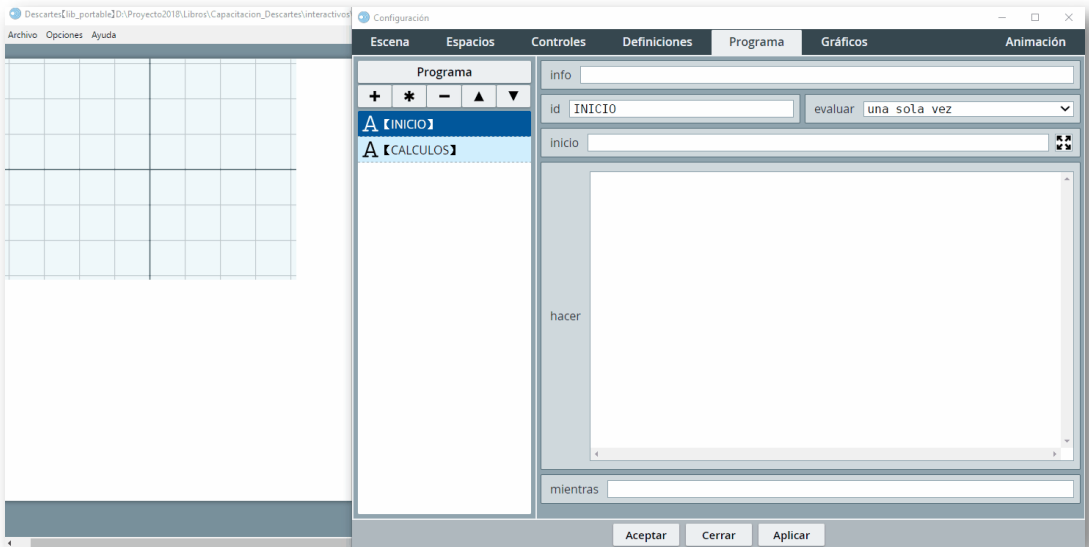 Descartes【lib_portable】D:\Proyecto2018\Libros\Capacitacion_Descartes\interactivos\
Archivo Opciones Ayuda
Configuración
Escena Espacios Controles Definiciones Programa Gráficos Animación
Programa
+ * − ▲ ▼
A【INICIO】
A【CALCULOS】
info
id INICIO evaluar una sola vez
inicio
hacer
mientras
Aceptar Cerrar Aplicar